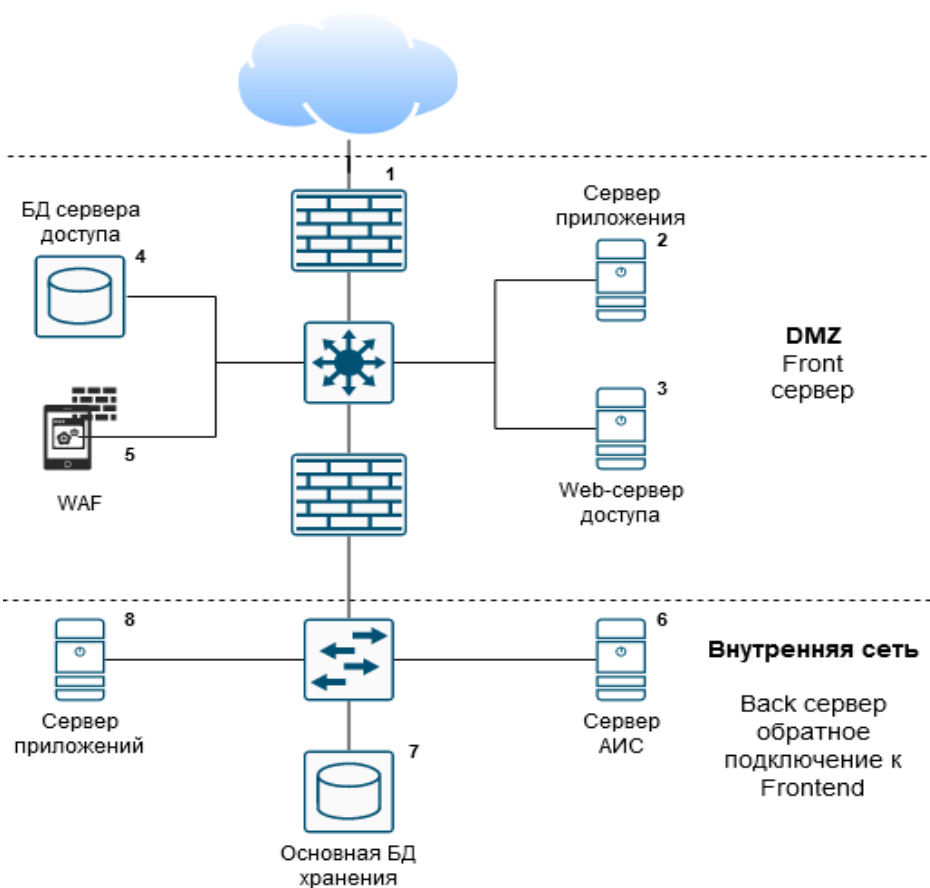 1
БД сервера
доступа
4
Сервер
приложения
2
DMZ
Front
сервер
3
5
WAF
Web-сервер
доступа
8
6
Внутренняя сеть
Сервер
приложений
Сервер
АИС
Back сервер
обратное
подключение к
Frontend
7
Основная БД
хранения